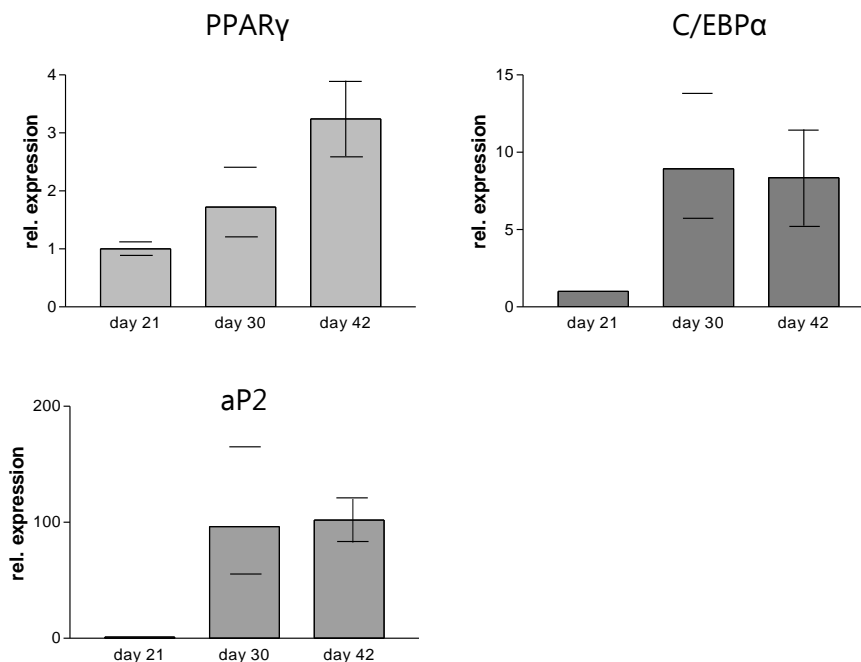 PPARγ
rel. expression
4
3
2
1
0
day 21 day 30 day 42
C/EBPα
rel. expression
15
10
5
0
day 21 day 30 day 42
aP2
rel. expression
200
100
0
day 21 day 30 day 42